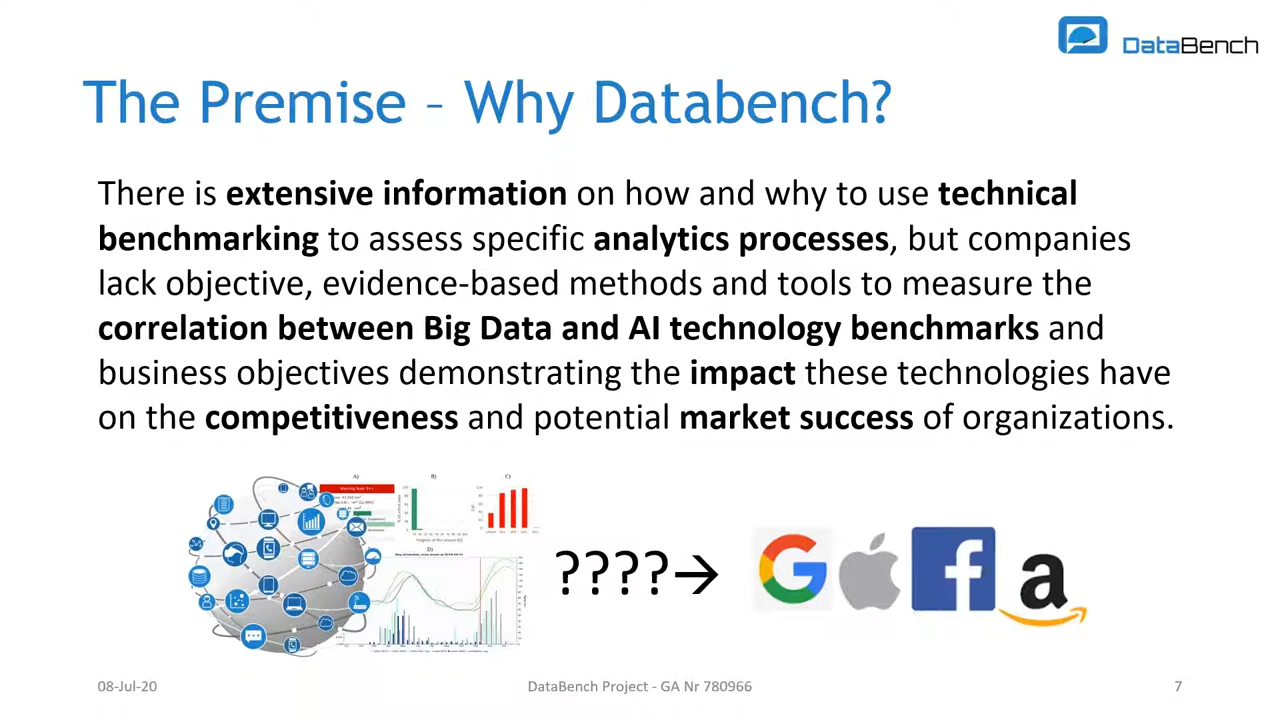 DataBench
The Premise – Why Databench?
There is extensive information on how and why to use technical
benchmarking to assess specific analytics processes, but companies
lack objective, evidence-based methods and tools to measure the
correlation between Big Data and AI technology benchmarks and
business objectives demonstrating the impact these technologies have
on the competitiveness and potential market success of organizations.
A)
B)
C)
D)
????→
a
08-Jul-20
DataBench Project - GA Nr 780966
7